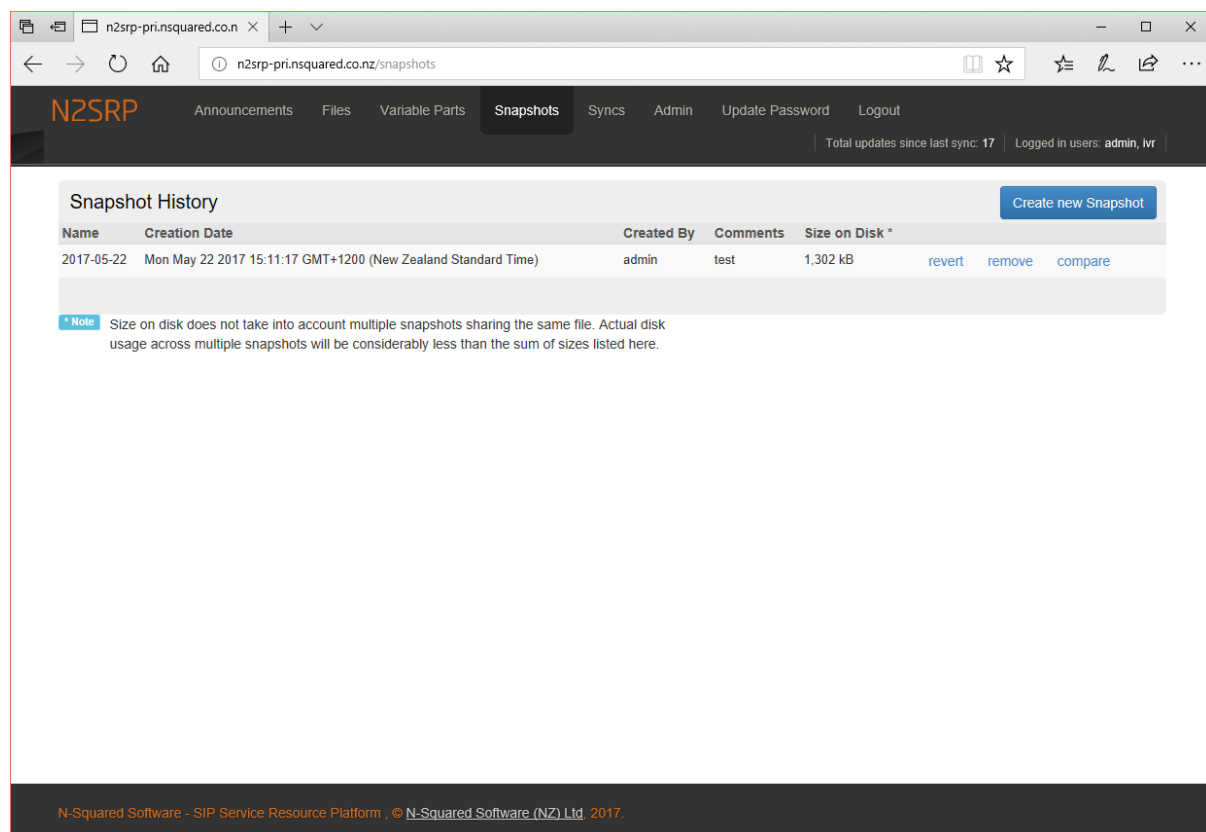 n2srp-pri.nsquared.co.n
n2srp-pri.nsquared.co.nz/snapshots
N2SRP Announcements Files Variable Parts Snapshots Syncs Admin Update Password Logout
Total updates since last sync: 17 Logged in users: admin, ivr
Snapshot History Create new Snapshot
Name Creation Date Created By Comments Size on Disk *
2017-05-22 Mon May 22 2017 15:11:17 GMT+1200 (New Zealand Standard Time) admin test 1,302 kB revert remove compare
* Note Size on disk does not take into account multiple snapshots sharing the same file. Actual disk
usage across multiple snapshots will be considerably less than the sum of sizes listed here.
N-Squared Software - SIP Service Resource Platform , © N-Squared Software (NZ) Ltd, 2017.